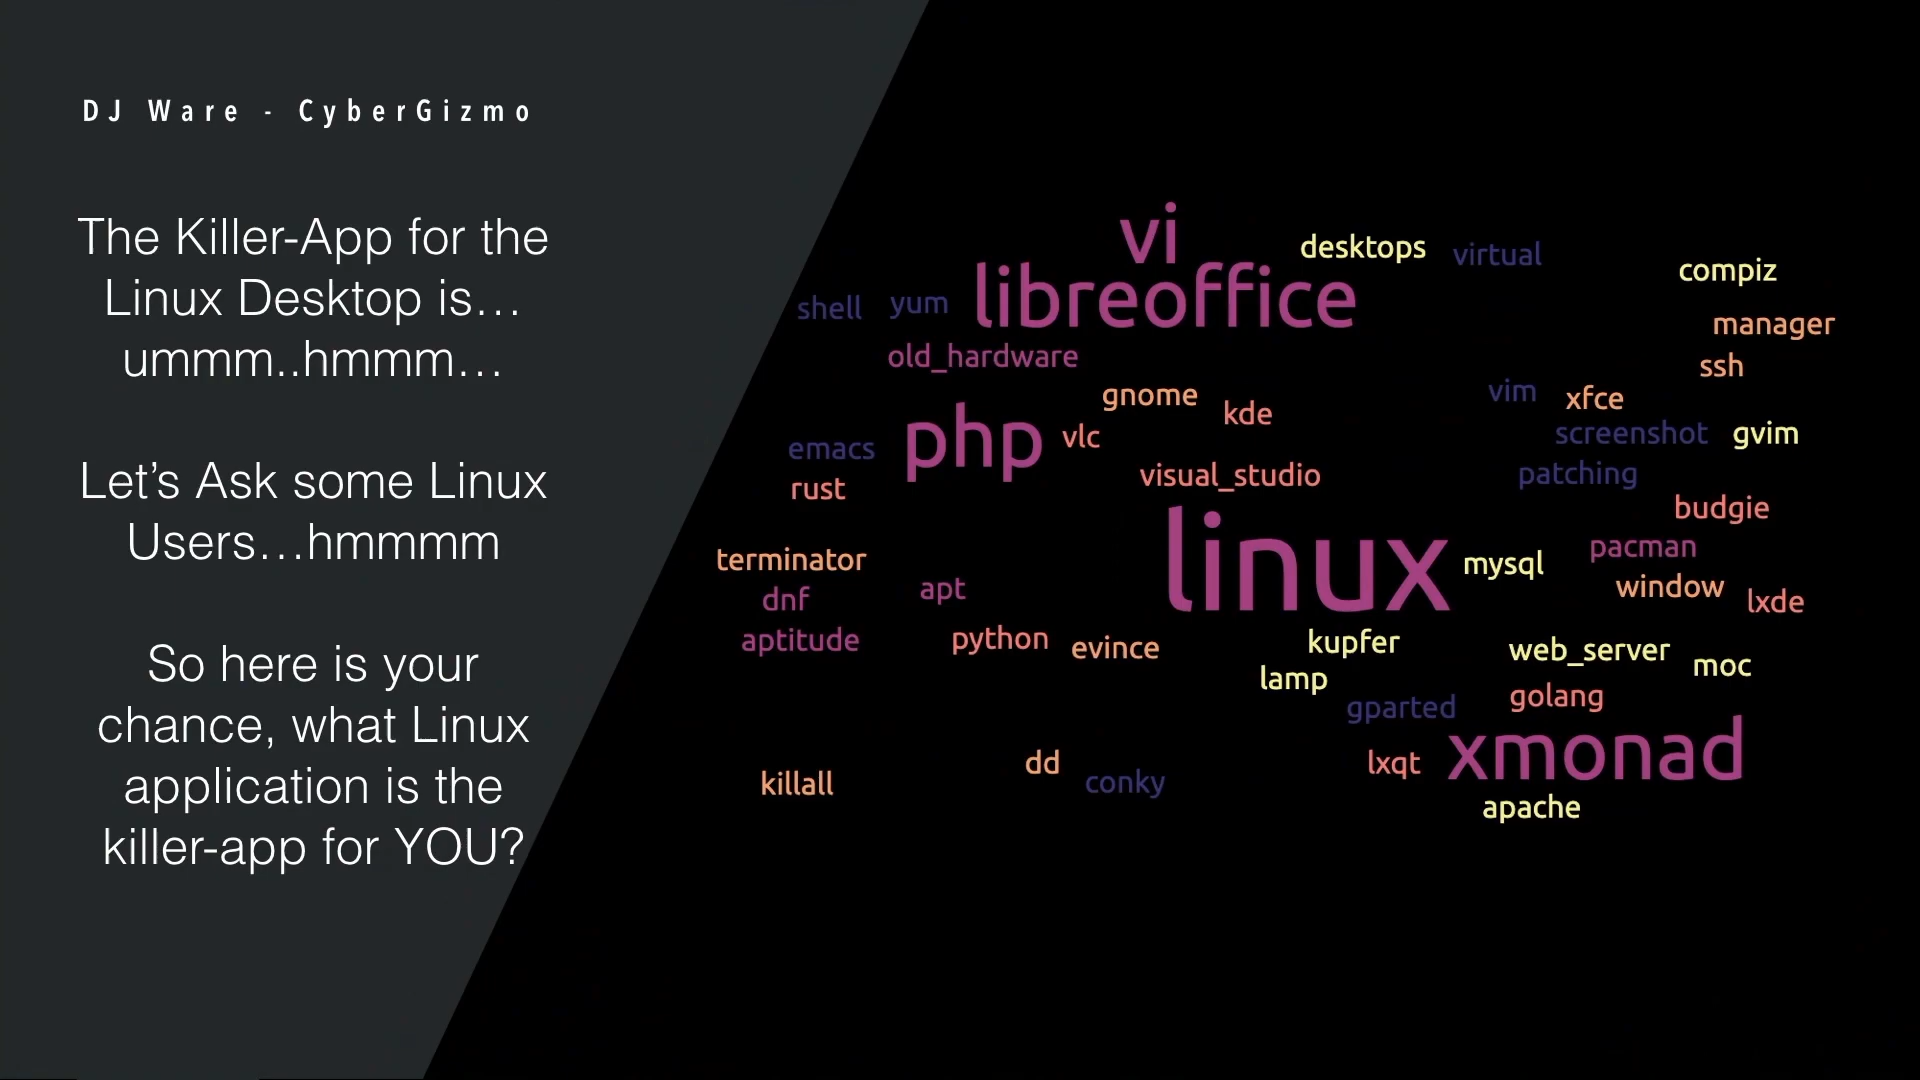 DJ Ware - CyberGizmo
The Killer-App for the
Linux Desktop is...
ummm..hmmm...
Let’s Ask some Linux
Users...hmmmm
So here is your
chance, what Linux
application is the
killer-app for YOU?
vi
desktops virtual
compiz
shell yum libreoffice
manager
old_hardware
ssh
gnome kde
vim xfce
emacs php vlc
screenshot gvim
rust
visual_studio
patching
budgie
terminator
linux mysql
pacman
dnf apt
window lxde
aptitude python evince
kupfer
web_server moc
lamp
gparted
golang
killall
dd conky
lxqt xmonad
apache